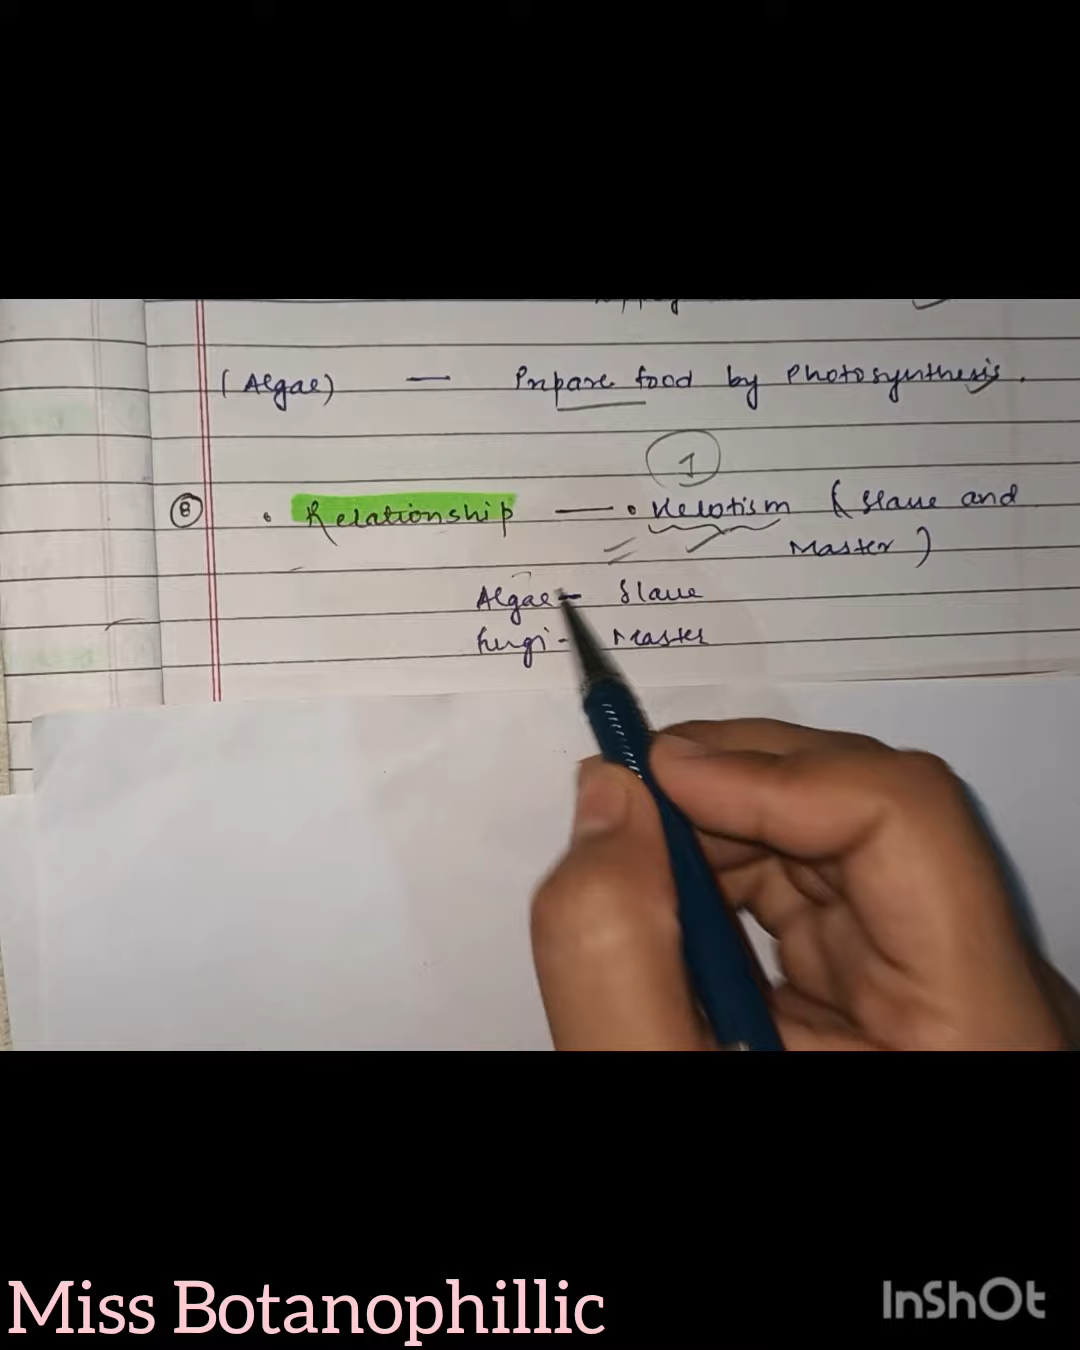 (Algae) — Prepare food by Photosynthesis.
1
8 • Relationship — • Helotism (Slave and
Master)
Algae - Slave
Fungi - Master
Miss Botanophillic
InShOt